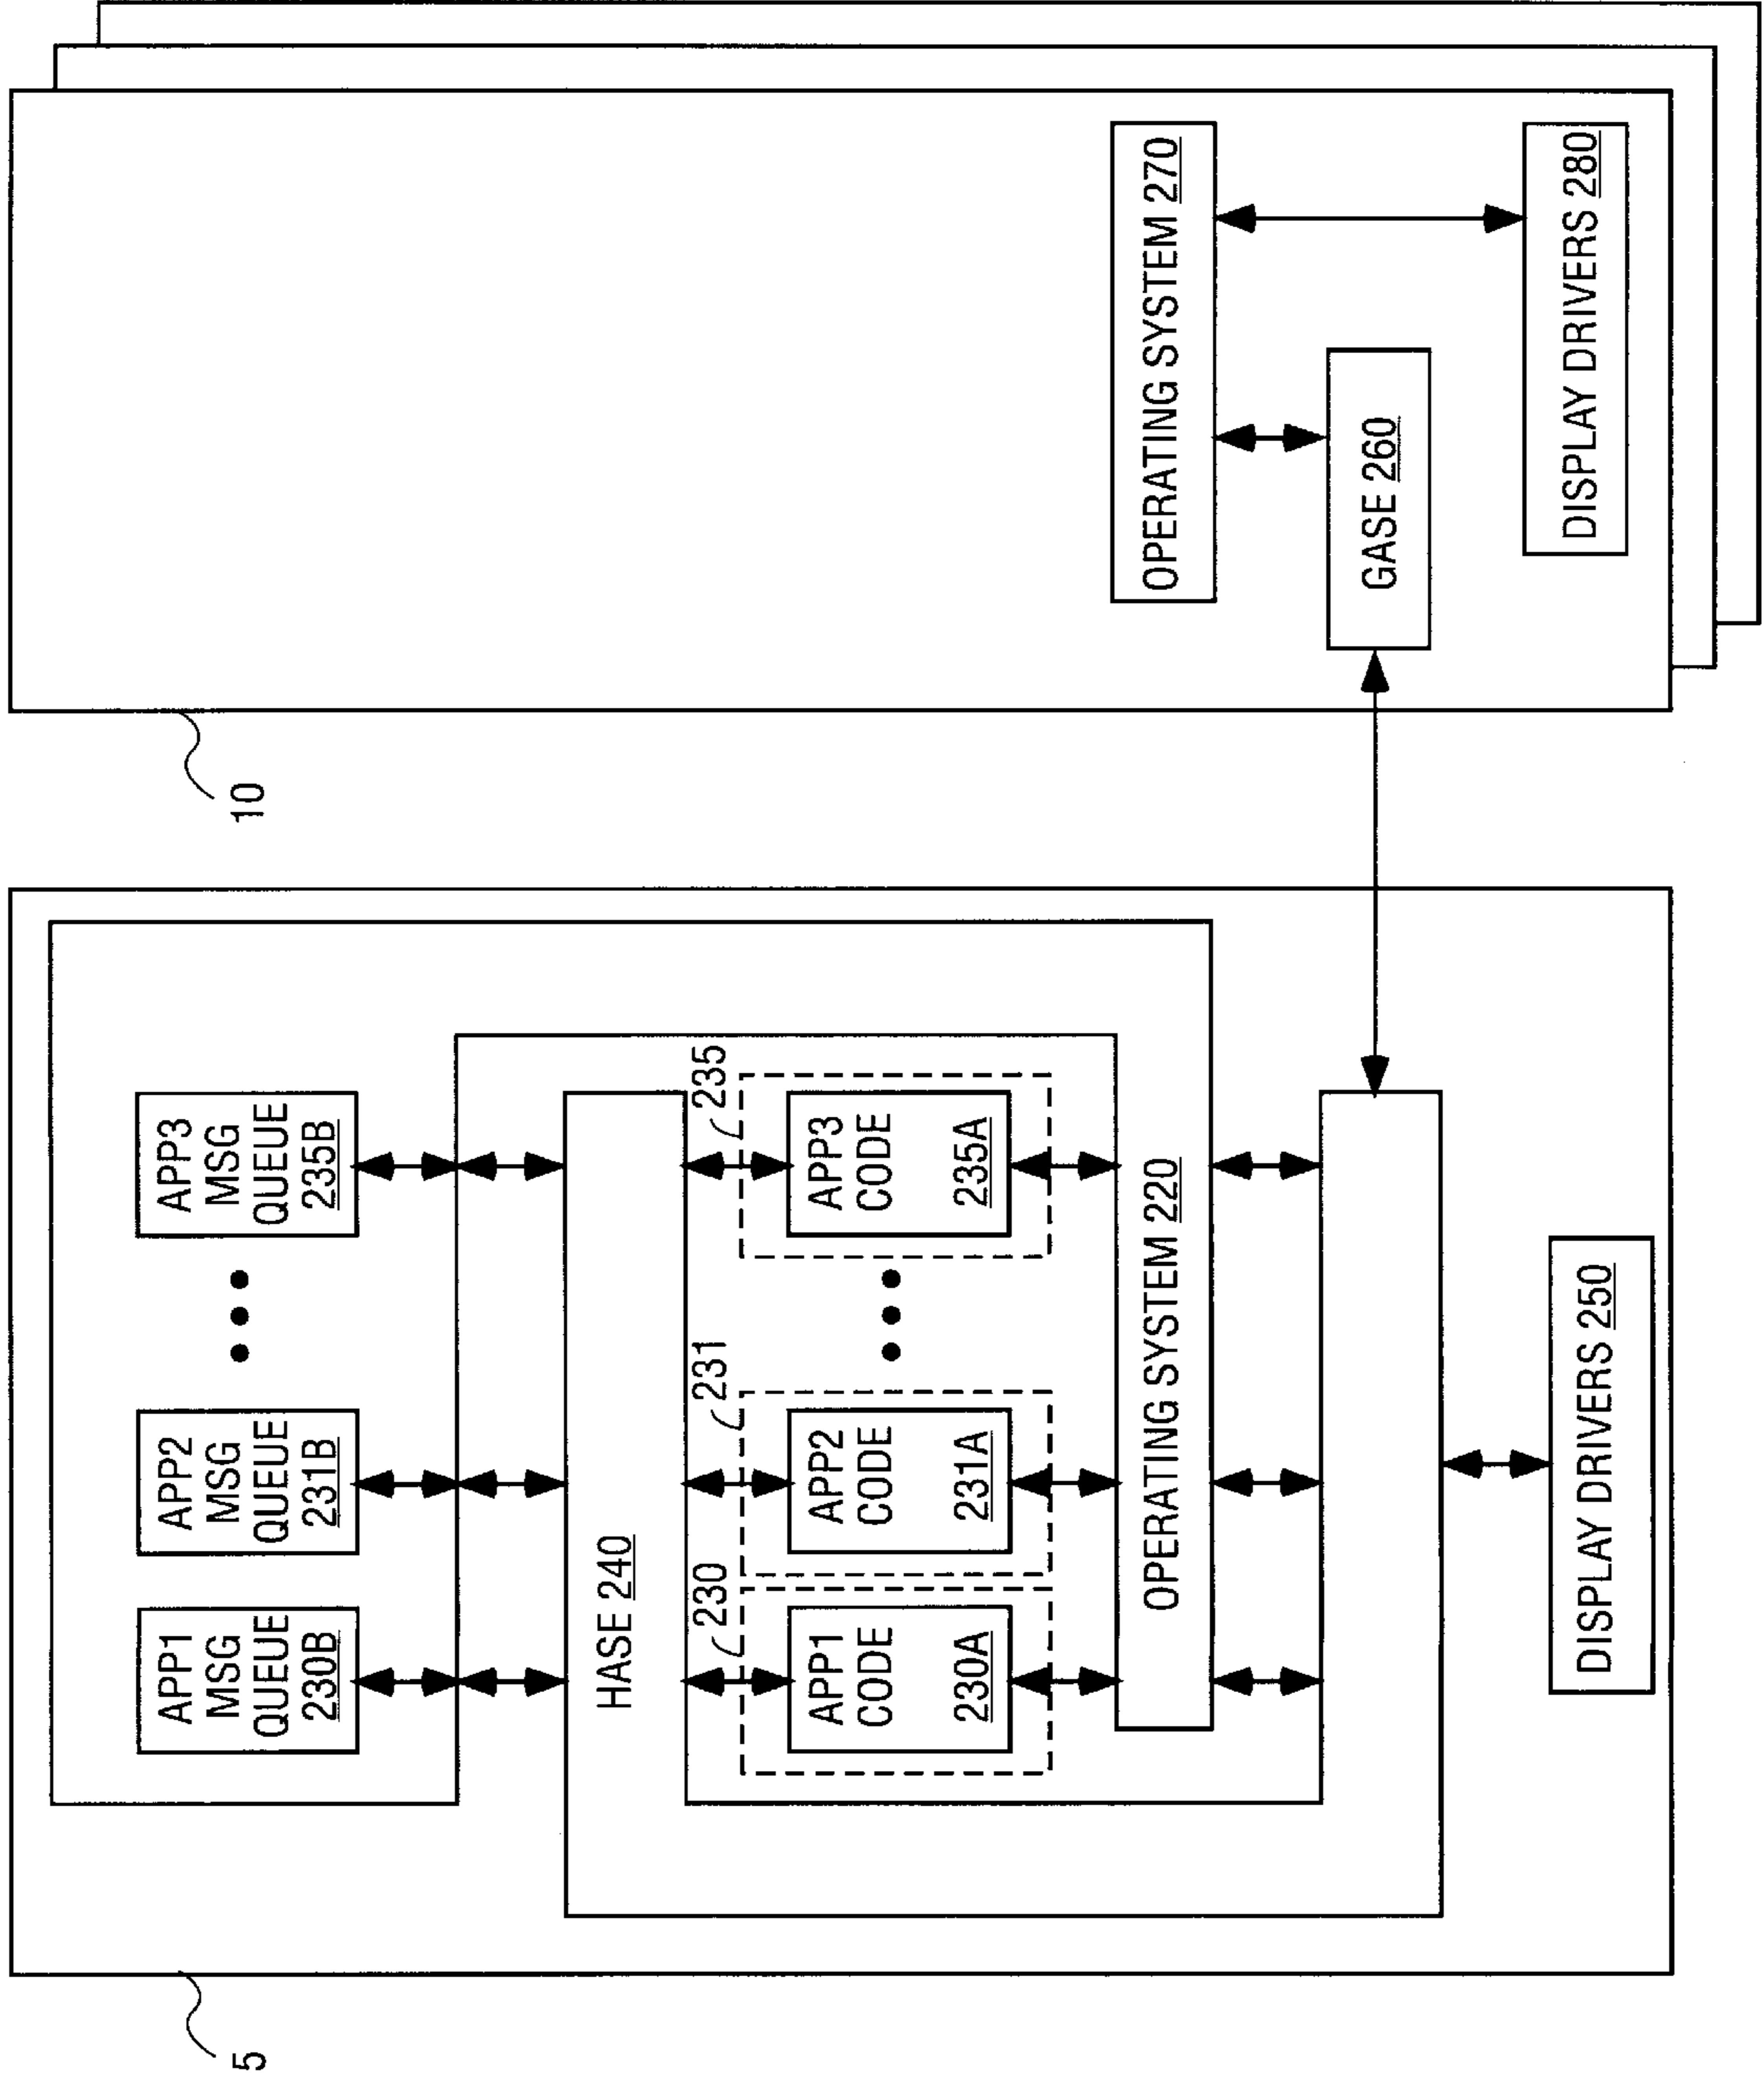 5
APP1
MSG
QUEUE
230B
APP2
MSG
QUEUE
231B
APP3
MSG
QUEUE
235B
HASE 240
230
231
235
APP1
CODE
230A
APP2
CODE
231A
APP3
CODE
235A
OPERATING SYSTEM 220
DISPLAY DRIVERS 250
10
OPERATING SYSTEM 270
GASE 260
DISPLAY DRIVERS 280